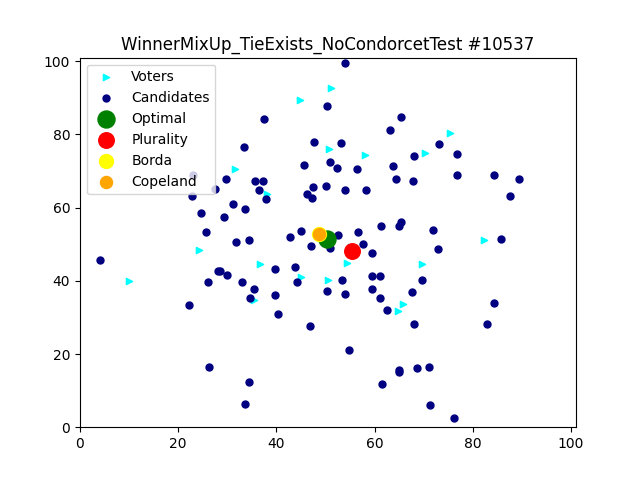 WinnerMixUp_TieExists_NoCondorcetTest #10537
Voters
Candidates
Optimal
Plurality
Borda
Copeland
100
80
60
40
20
0
0 20 40 60 80 100